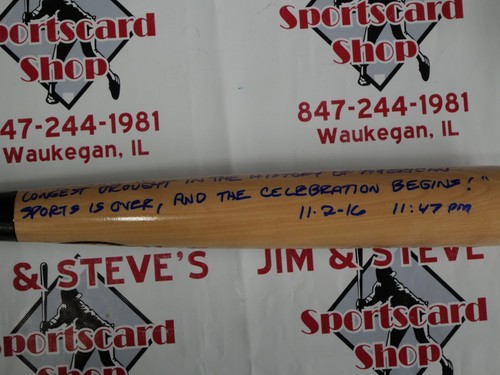 Sportscard Sportscard
Shop Shop
47-244-1981 847-244-1981
Waukegan, IL Waukegan, IL
LONGEST DROUGHT IN THE HISTORY OF AMERICAN
SPORTS IS OVER, AND THE CELEBRATION BEGINS!"
11-2-16 11:47 PM
& STEVE'S JIM & STEVE'
Sportscard Sportscard
Shop Shop